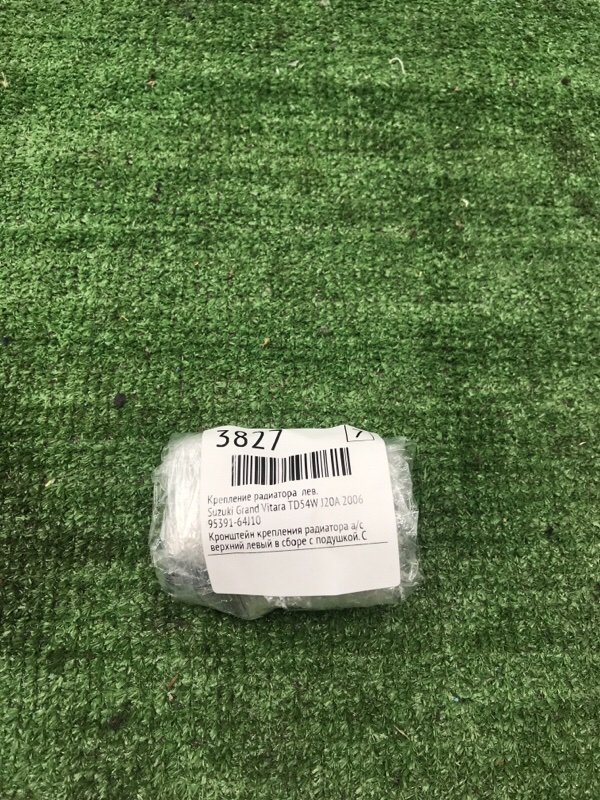 3827
7
Крепление радиатора лев.
Suzuki Grand Vitara TD54W J20A 2006
95391-64J10
Кронштейн крепления радиатора а/с
верхний левый в сборе с подушкой. С